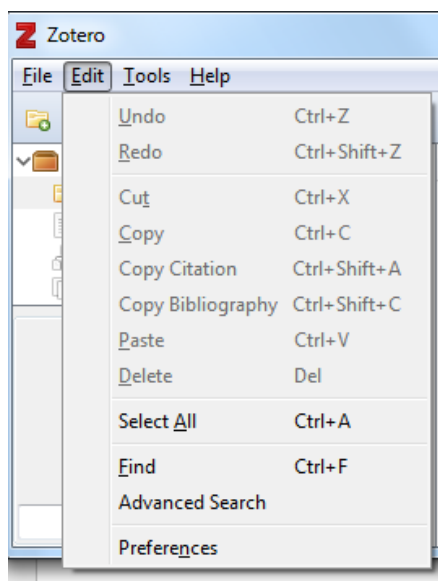 Zotero
File Edit Tools Help
Undo Ctrl+Z
Redo Ctrl+Shift+Z
Cut Ctrl+X
Copy Ctrl+C
Copy Citation Ctrl+Shift+A
Copy Bibliography Ctrl+Shift+C
Paste Ctrl+V
Delete Del
Select All Ctrl+A
Find Ctrl+F
Advanced Search
Preferences